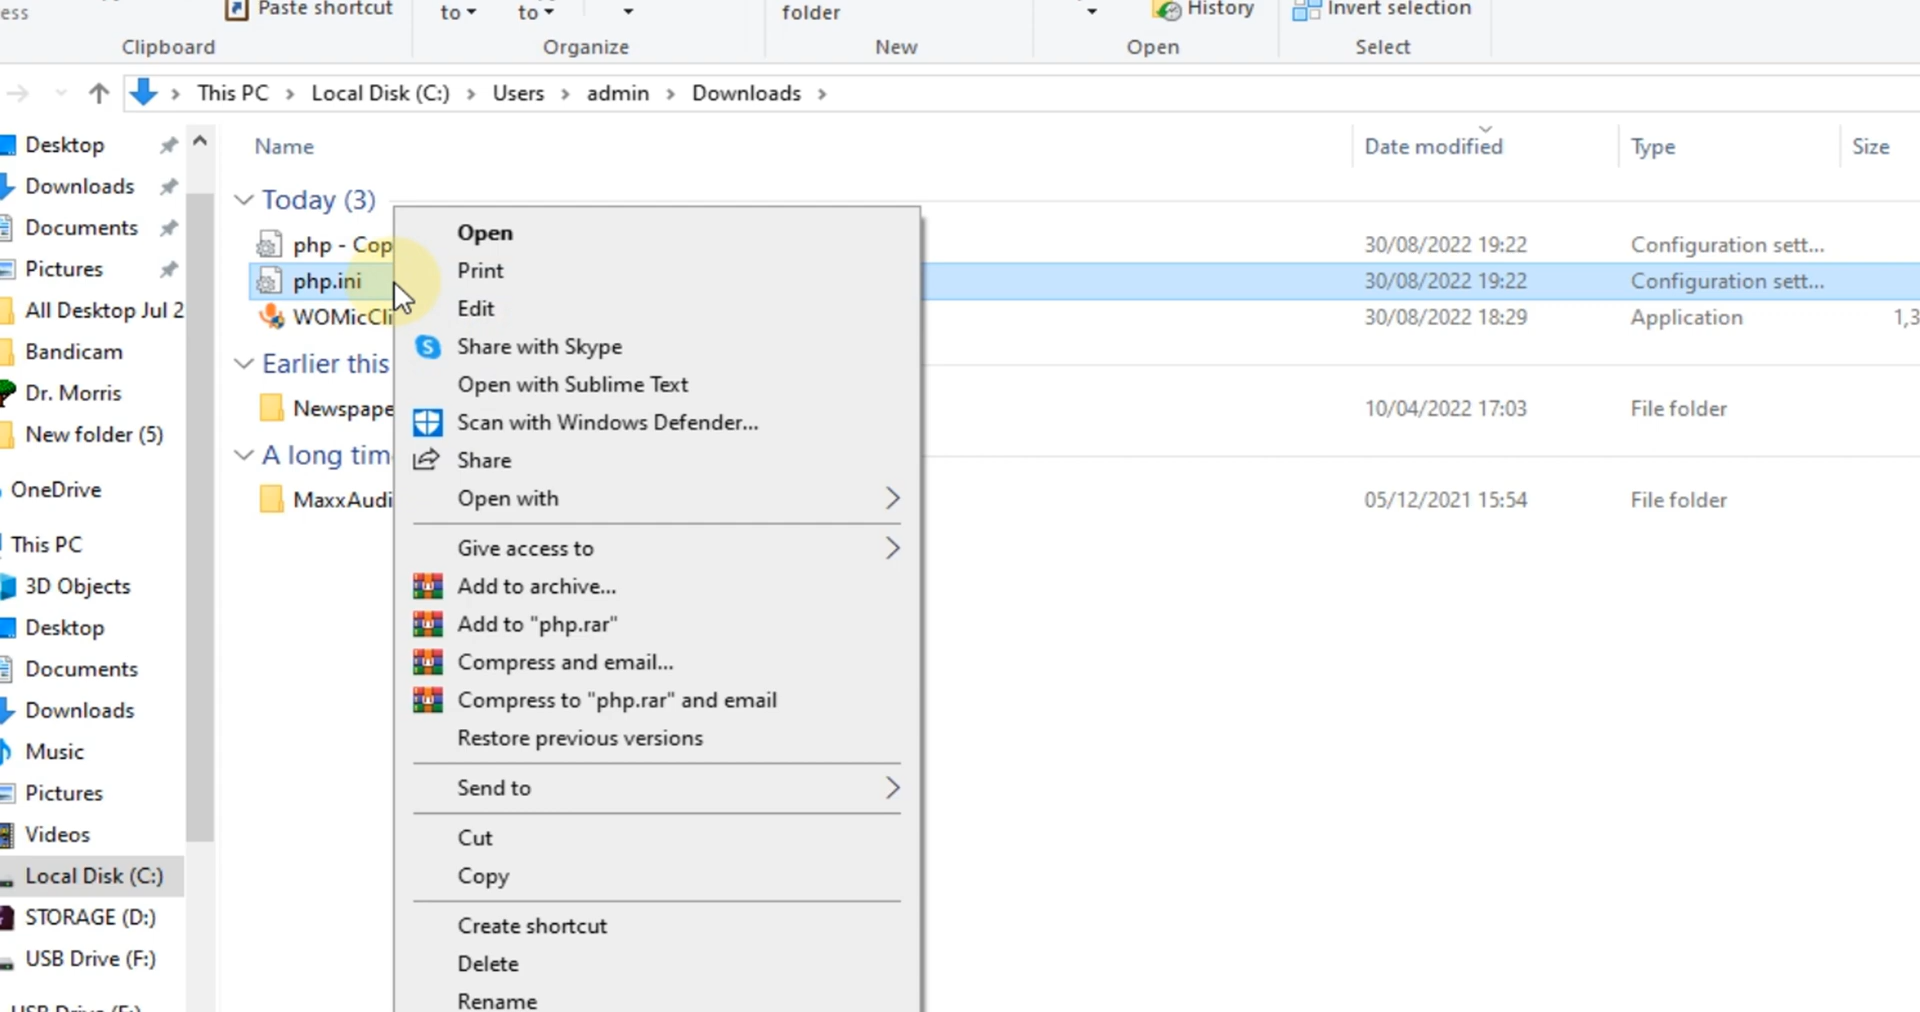 ess
Paste shortcut
to
to
folder
History
Invert selection
Clipboard
Organize
New
Open
Select
This PC > Local Disk (C:) > Users > admin > Downloads >
Name
Date modified
Type
Size
Desktop
Downloads
Documents
Pictures
All Desktop Jul 2
Bandicam
Dr. Morris
New folder (5)
OneDrive
This PC
3D Objects
Desktop
Documents
Downloads
Music
Pictures
Videos
Local Disk (C:)
STORAGE (D:)
USB Drive (F:)
USB Drive (F:)
Today (3)
php - Cop
30/08/2022 19:22
Configuration sett...
php.ini
30/08/2022 19:22
Configuration sett...
WOMicCli
30/08/2022 18:29
Application
1,3
Earlier this
Newspape
10/04/2022 17:03
File folder
A long tim
MaxxAudi
05/12/2021 15:54
File folder
Open
Print
Edit
Share with Skype
Open with Sublime Text
Scan with Windows Defender...
Share
Open with
Give access to
Add to archive...
Add to "php.rar"
Compress and email...
Compress to "php.rar" and email
Restore previous versions
Send to
Cut
Copy
Create shortcut
Delete
Rename